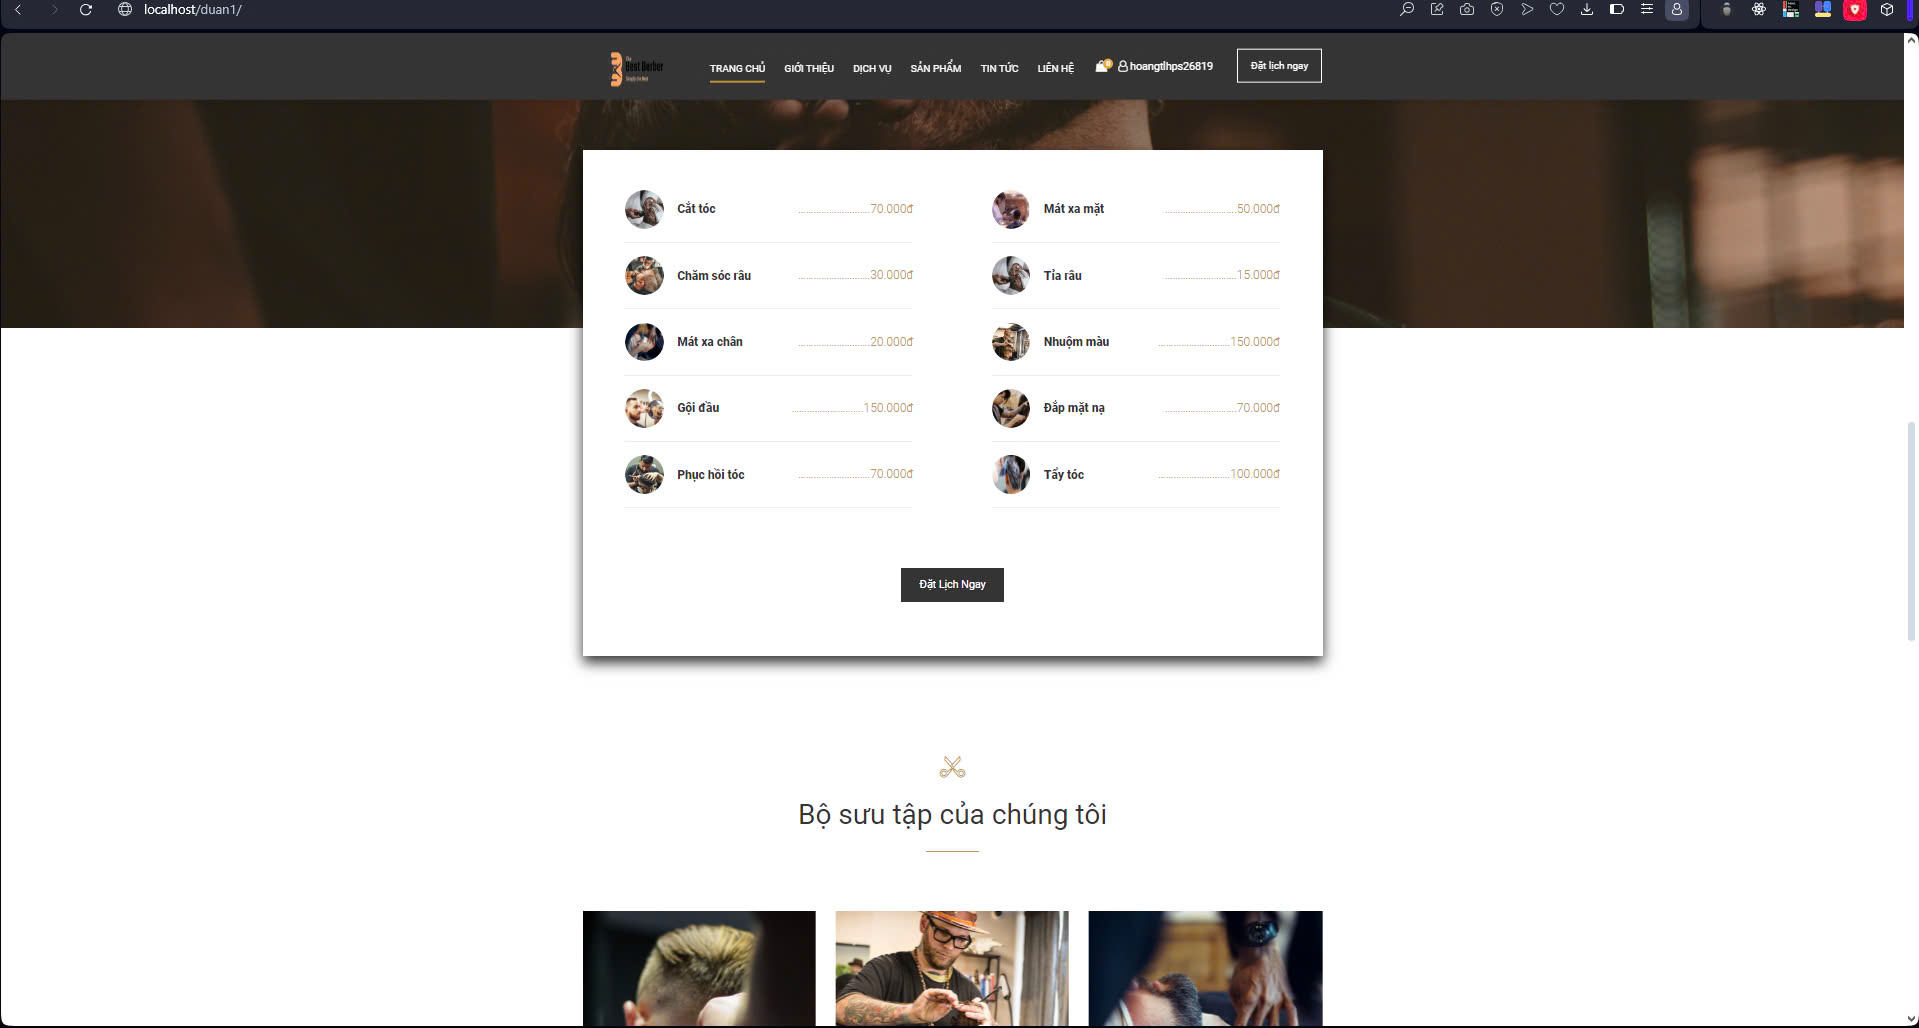 localhost/duan1/
The
Best Barber
TRANG CHỦ GIỚI THIỆU DỊCH VỤ SẢN PHẨM TIN TỨC LIÊN HỆ 0 hoangtlhps26819 Đặt lịch ngay
Cắt tóc ............................70.000đ Mát xa mặt ............................50.000đ
Chăm sóc râu ............................30.000đ Tỉa râu ............................15.000đ
Mát xa chân ............................20.000đ Nhuộm màu ............................150.000đ
Gội đầu ............................150.000đ Đắp mặt nạ ............................70.000đ
Phục hồi tóc ............................70.000đ Tẩy tóc ............................100.000đ
Đặt Lịch Ngay
Bộ sưu tập của chúng tôi